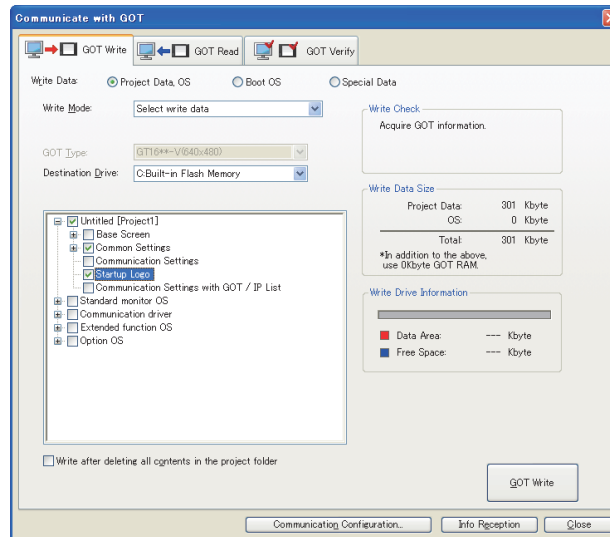 Communicate with GOT
GOT Write
GOT Read
GOT Verify
Write Data:
Project Data, OS
Boot OS
Special Data
Write Mode:
Select write data
GOT Type:
GT16**-V(640x480)
Destination Drive:
C:Built-in Flash Memory
Untitled [Project1]
Base Screen
Common Settings
Communication Settings
Startup Logo
Communication Settings with GOT / IP List
Standard monitor OS
Communication driver
Extended function OS
Option OS
Write after deleting all contents in the project folder
Write Check
Acquire GOT information.
Write Data Size
Project Data: 301 Kbyte
OS: 0 Kbyte
Total: 301 Kbyte
*In addition to the above,
use 0Kbyte GOT RAM.
Write Drive Information
Data Area: --- Kbyte
Free Space: --- Kbyte
GOT Write
Communication Configuration...
Info Reception
Close